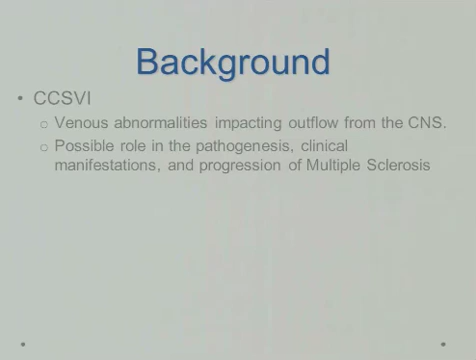 Background
• CCSVI
o Venous abnormalities impacting outflow from the CNS.
o Possible role in the pathogenesis, clinical
manifestations, and progression of Multiple Sclerosis